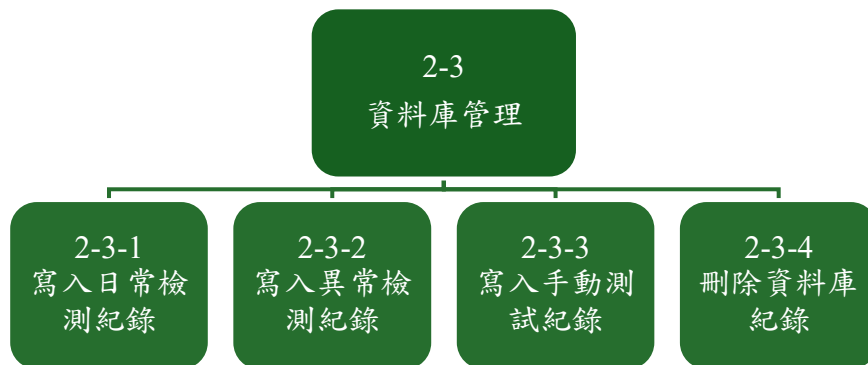 2-3
資料庫管理
2-3-1
寫入日常檢
測紀錄
2-3-2
寫入異常檢
測紀錄
2-3-3
寫入手動測
試紀錄
2-3-4
刪除資料庫
紀錄